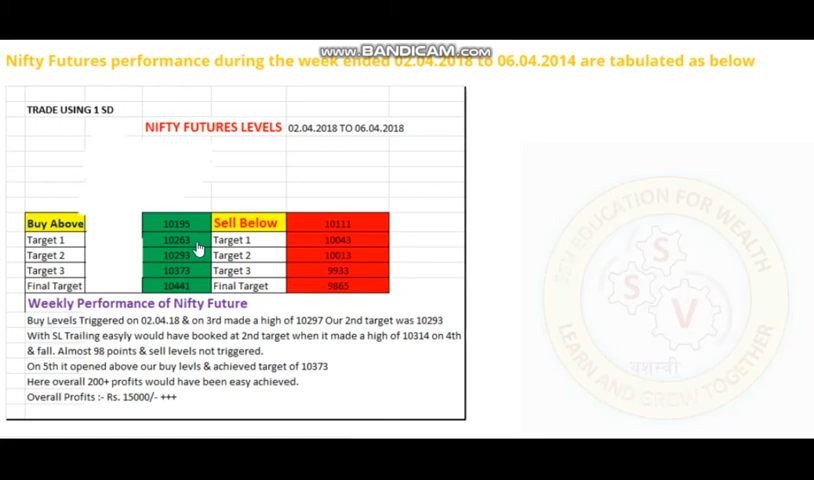 www.BANDICAM.com
Nifty Futures performance during the week ended 02.04.2018 to 06.04.2014 are tabulated as below
TRADE USING 1 SD
NIFTY FUTURES LEVELS 02.04.2018 TO 06.04.2018
Buy Above 10195 Sell Below 10111
Target 1 10263 Target 1 10043
Target 2 10293 Target 2 10013
Target 3 10373 Target 3 9933
Final Target 10441 Final Target 9865
Weekly Performance of Nifty Future
Buy Levels Triggered on 02.04.18 & on 3rd made a high of 10297 Our 2nd target was 10293
With SL Trailing easyly would have booked at 2nd target when it made a high of 10314 on 4th
& fall. Almost 98 points & sell levels not triggered.
On 5th it opened above our buy levls & achieved target of 10373
Here overall 200+ profits would have been easy achieved.
Overall Profits :- Rs. 15000/- +++
EDUCATION FOR WEALTH
S
S
V
यशस्वी
LEARN AND GROW TOGETHER